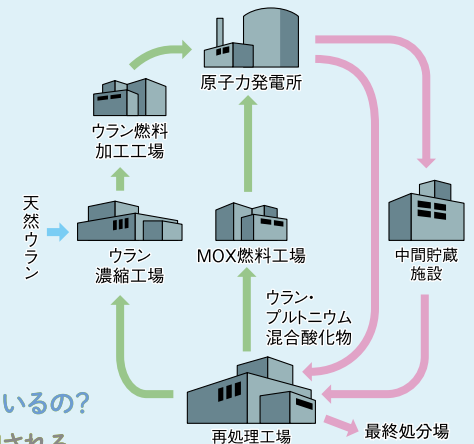 原子力発電所
ウラン燃料
加工工場
天然ウラン
ウラン
濃縮工場
MOX燃料工場
中間貯蔵
施設
ウラン・
プルトニウム
混合酸化物
いるの?
再処理工場
最終処分場
される